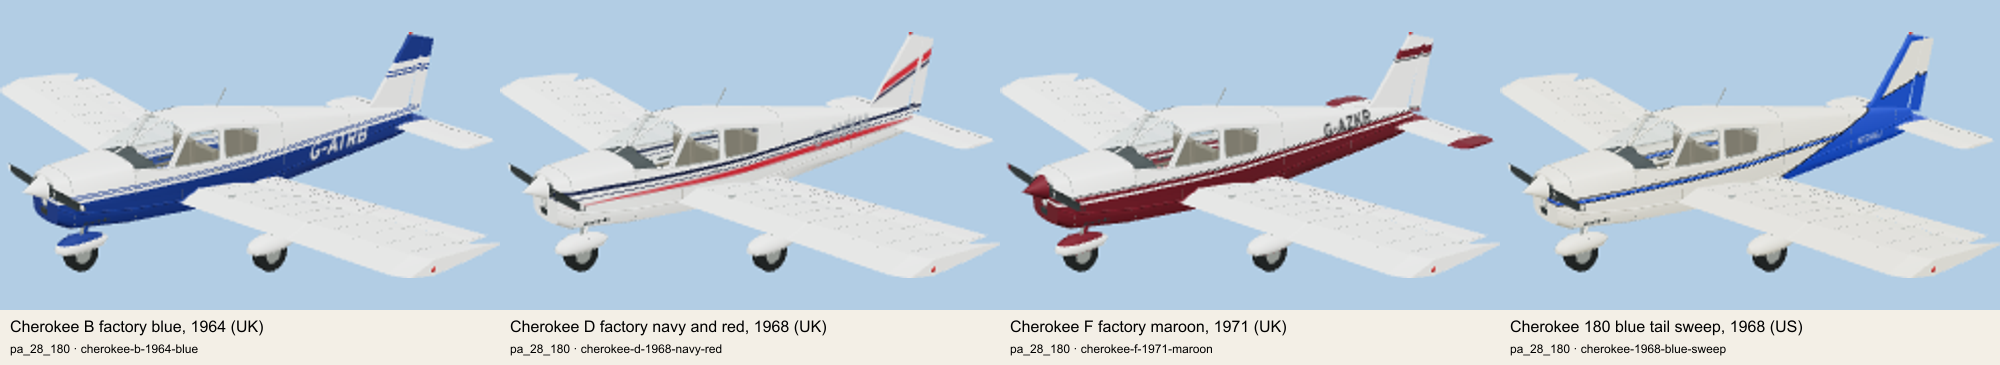 G-ATRB
G-AZKR
Cherokee B factory blue, 1964 (UK)
pa_28_180 · cherokee-b-1964-blue
Cherokee D factory navy and red, 1968 (UK)
pa_28_180 · cherokee-d-1968-navy-red
Cherokee F factory maroon, 1971 (UK)
pa_28_180 · cherokee-f-1971-maroon
Cherokee 180 blue tail sweep, 1968 (US)
pa_28_180 · cherokee-1968-blue-sweep